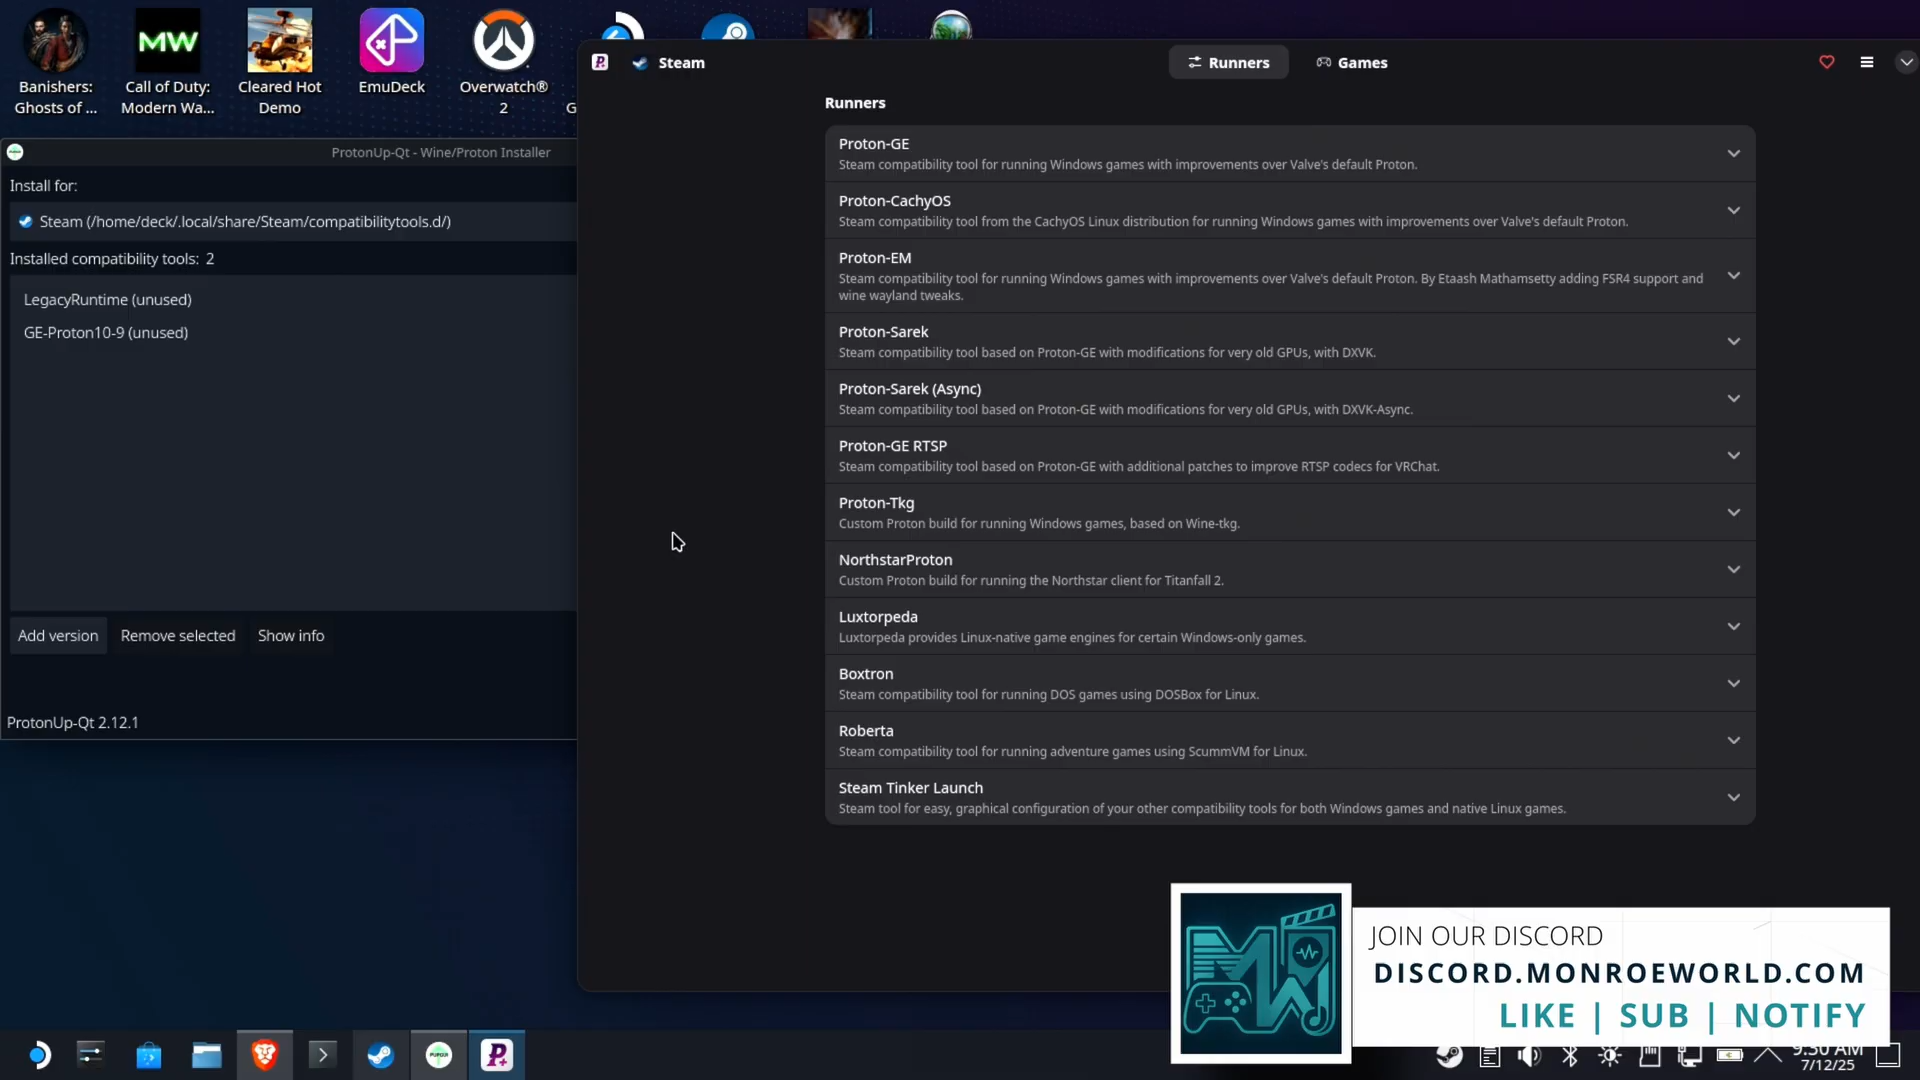 Banishers:
Ghosts of ...
MW
Call of Duty:
Modern Wa...
Cleared Hot
Demo
EmuDeck
Overwatch®
2
G
ProtonUp-Qt - Wine/Proton Installer
Install for:
Steam (/home/deck/.local/share/Steam/compatibilitytools.d/)
Installed compatibility tools: 2
LegacyRuntime (unused)
GE-Proton10-9 (unused)
Add version
Remove selected
Show info
ProtonUp-Qt 2.12.1
Steam
Runners
Games
Runners
Proton-GE
Steam compatibility tool for running Windows games with improvements over Valve's default Proton.
Proton-CachyOS
Steam compatibility tool from the CachyOS Linux distribution for running Windows games with improvements over Valve's default Proton.
Proton-EM
Steam compatibility tool for running Windows games with improvements over Valve's default Proton. By Etaash Mathamsetty adding FSR4 support and
wine wayland tweaks.
Proton-Sarek
Steam compatibility tool based on Proton-GE with modifications for very old GPUs, with DXVK.
Proton-Sarek (Async)
Steam compatibility tool based on Proton-GE with modifications for very old GPUs, with DXVK-Async.
Proton-GE RTSP
Steam compatibility tool based on Proton-GE with additional patches to improve RTSP codecs for VRChat.
Proton-Tkg
Custom Proton build for running Windows games, based on Wine-tkg.
NorthstarProton
Custom Proton build for running the Northstar client for Titanfall 2.
Luxtorpeda
Luxtorpeda provides Linux-native game engines for certain Windows-only games.
Boxtron
Steam compatibility tool for running DOS games using DOSBox for Linux.
Roberta
Steam compatibility tool for running adventure games using ScummVM for Linux.
Steam Tinker Launch
Steam tool for easy, graphical configuration of your other compatibility tools for both Windows games and native Linux games.
JOIN OUR DISCORD
DISCORD.MONROEWORLD.COM
LIKE | SUB | NOTIFY
9:30 AM
7/12/25